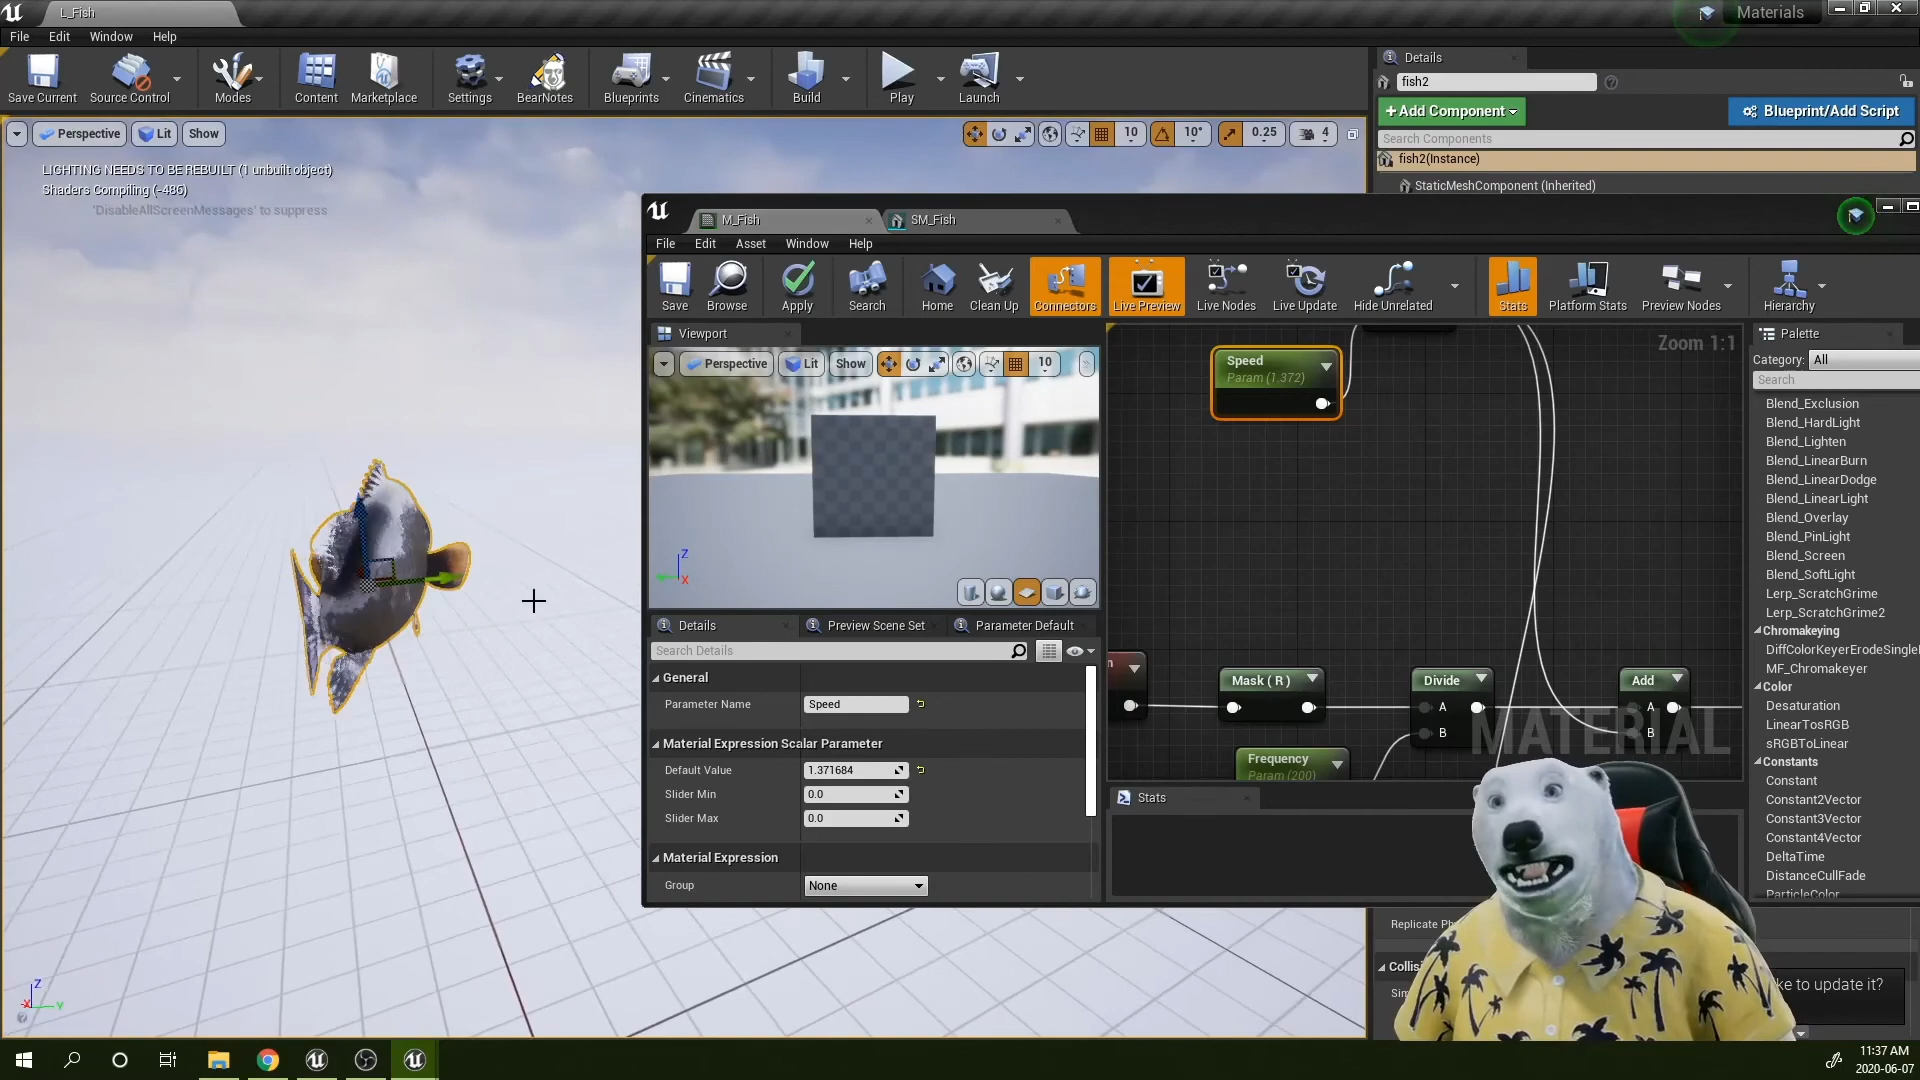 L_Fish
Materials
File Edit Window Help
Save Current
Source Control
Modes
Content
Marketplace
Settings
BearNotes
Blueprints
Cinematics
Build
Play
Launch
Details
fish2
+Add Component
Blueprint/Add Script
Search Components
fish2(Instance)
StaticMeshComponent (Inherited)
Perspective Lit Show
10 10° 0.25 4
LIGHTING NEEDS TO BE REBUILT (1 unbuilt object)
Shaders Compiling (-486)
'DisableAllScreenMessages' to suppress
M_Fish
SM_Fish
File Edit Asset Window Help
Save
Browse
Apply
Search
Home
Clean Up
Connectors
Live Preview
Live Nodes
Live Update
Hide Unrelated
Stats
Platform Stats
Preview Nodes
Hierarchy
Viewport
Perspective Lit Show 10
Z
X
Zoom 1:1
Speed
Param (1.372)
n
Mask ( R )
Divide
A
B
Add
A
B
Frequency
Param (200)
MATERIAL
Stats
Details
Preview Scene Set
Parameter Default
Search Details
General
Parameter Name Speed
Material Expression Scalar Parameter
Default Value 1.371684
Slider Min 0.0
Slider Max 0.0
Material Expression
Group None
Palette
Category: All
Search
Blend_Exclusion
Blend_HardLight
Blend_Lighten
Blend_LinearBurn
Blend_LinearDodge
Blend_LinearLight
Blend_Overlay
Blend_PinLight
Blend_Screen
Blend_SoftLight
Lerp_ScratchGrime
Lerp_ScratchGrime2
Chromakeying
DiffColorKeyerErodeSingle
MF_Chromakeyer
Color
Desaturation
LinearTosRGB
sRGBToLinear
Constants
Constant
Constant2Vector
Constant3Vector
Constant4Vector
DeltaTime
DistanceCullFade
ParticleColor
Replicate Ph
Collisi
Sim
ke to update it?
Z
X
Y
11:37 AM
2020-06-07